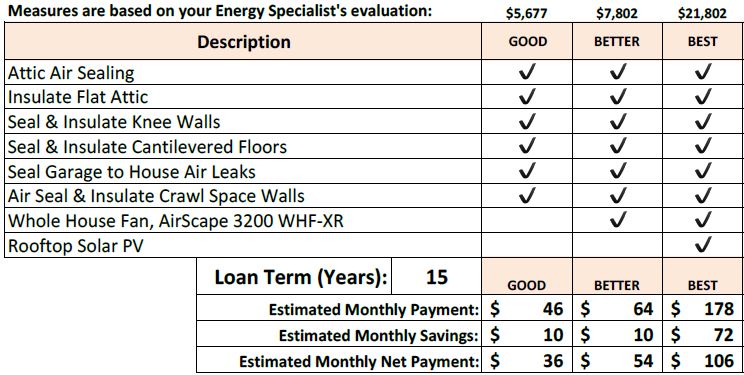 Measures are based on your Energy Specialist's evaluation: $5,677 $7,802 $21,802
Description GOOD BETTER BEST
Attic Air Sealing ✓ ✓ ✓
Insulate Flat Attic ✓ ✓ ✓
Seal & Insulate Knee Walls ✓ ✓ ✓
Seal & Insulate Cantilevered Floors ✓ ✓ ✓
Seal Garage to House Air Leaks ✓ ✓ ✓
Air Seal & Insulate Crawl Space Walls ✓ ✓ ✓
Whole House Fan, AirScape 3200 WHF-XR ✓ ✓
Rooftop Solar PV ✓
Loan Term (Years): 15 GOOD BETTER BEST
Estimated Monthly Payment: $ 46 $ 64 $ 178
Estimated Monthly Savings: $ 10 $ 10 $ 72
Estimated Monthly Net Payment: $ 36 $ 54 $ 106